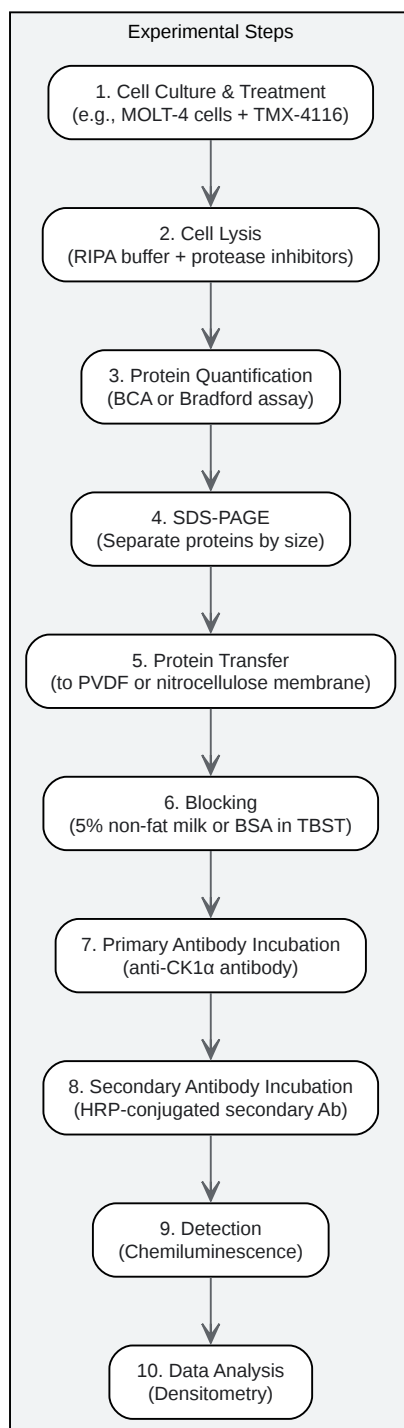 Experimental Steps
1. Cell Culture & Treatment
(e.g., MOLT-4 cells + TMX-4116)
2. Cell Lysis
(RIPA buffer + protease inhibitors)
3. Protein Quantification
(BCA or Bradford assay)
4. SDS-PAGE
(Separate proteins by size)
5. Protein Transfer
(to PVDF or nitrocellulose membrane)
6. Blocking
(5% non-fat milk or BSA in TBST)
7. Primary Antibody Incubation
(anti-CK1α antibody)
8. Secondary Antibody Incubation
(HRP-conjugated secondary Ab)
9. Detection
(Chemiluminescence)
10. Data Analysis
(Densitometry)